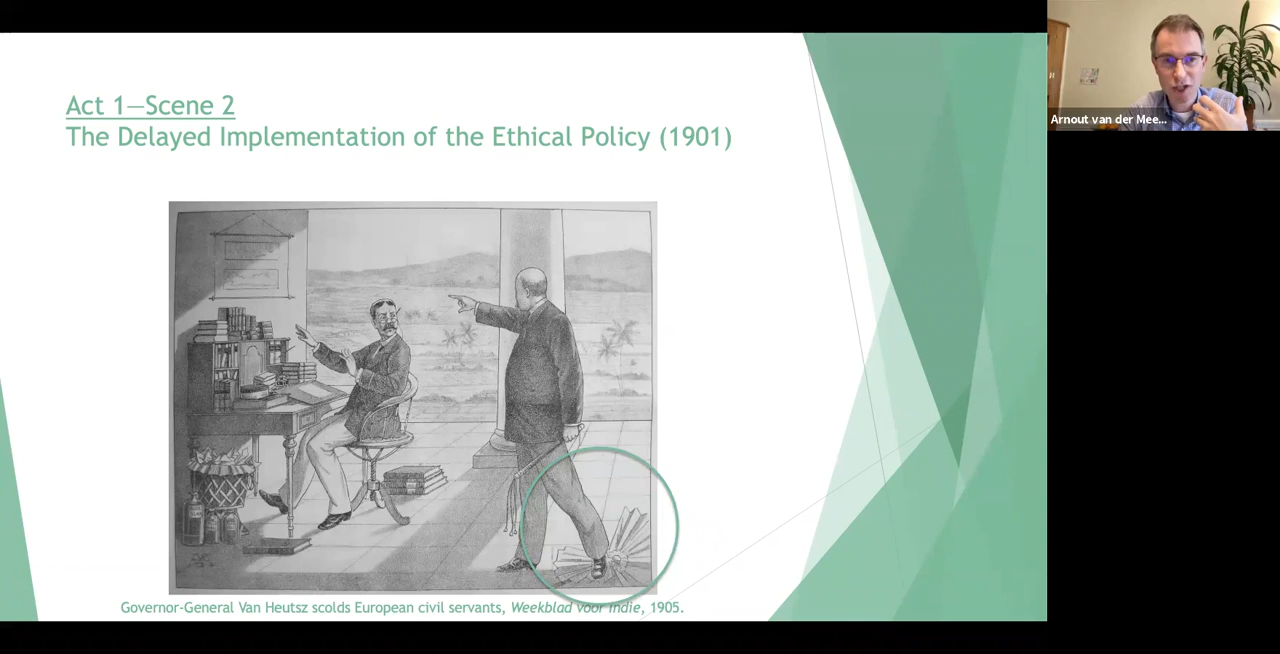 Act 1—Scene 2
The Delayed Implementation of the Ethical Policy (1901)
Arnout van der Mee...
Governor-General Van Heutsz scolds European civil servants, Weekblad voor Indie, 1905.